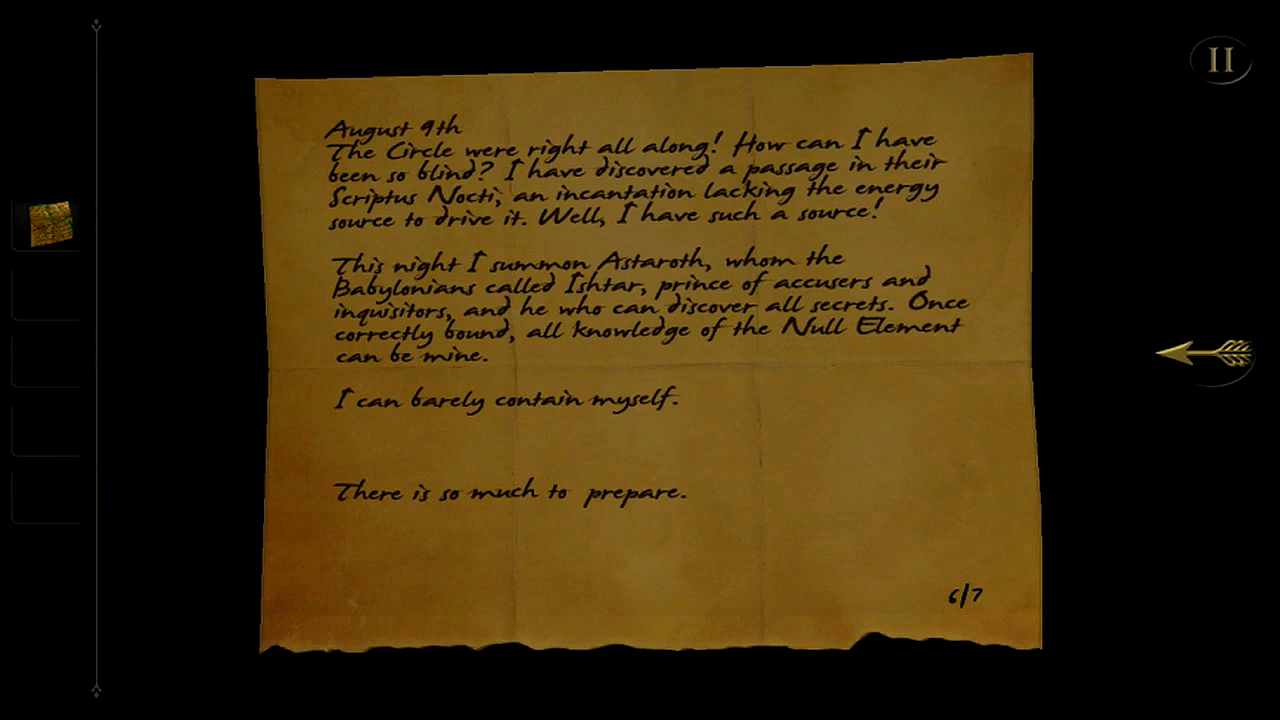 August 9th
The Circle were right all along! How can I have
been so blind? I have discovered a passage in their
Scriptus Nocti; an incantation lacking the energy
source to drive it. Well, I have such a source!
This night I summon Astaroth, whom the
Babylonians called Ishtar, prince of accusers and
inquisitors, and he who can discover all secrets. Once
correctly bound, all knowledge of the Null Element
can be mine.
I can barely contain myself.
There is so much to prepare.
6/7
II